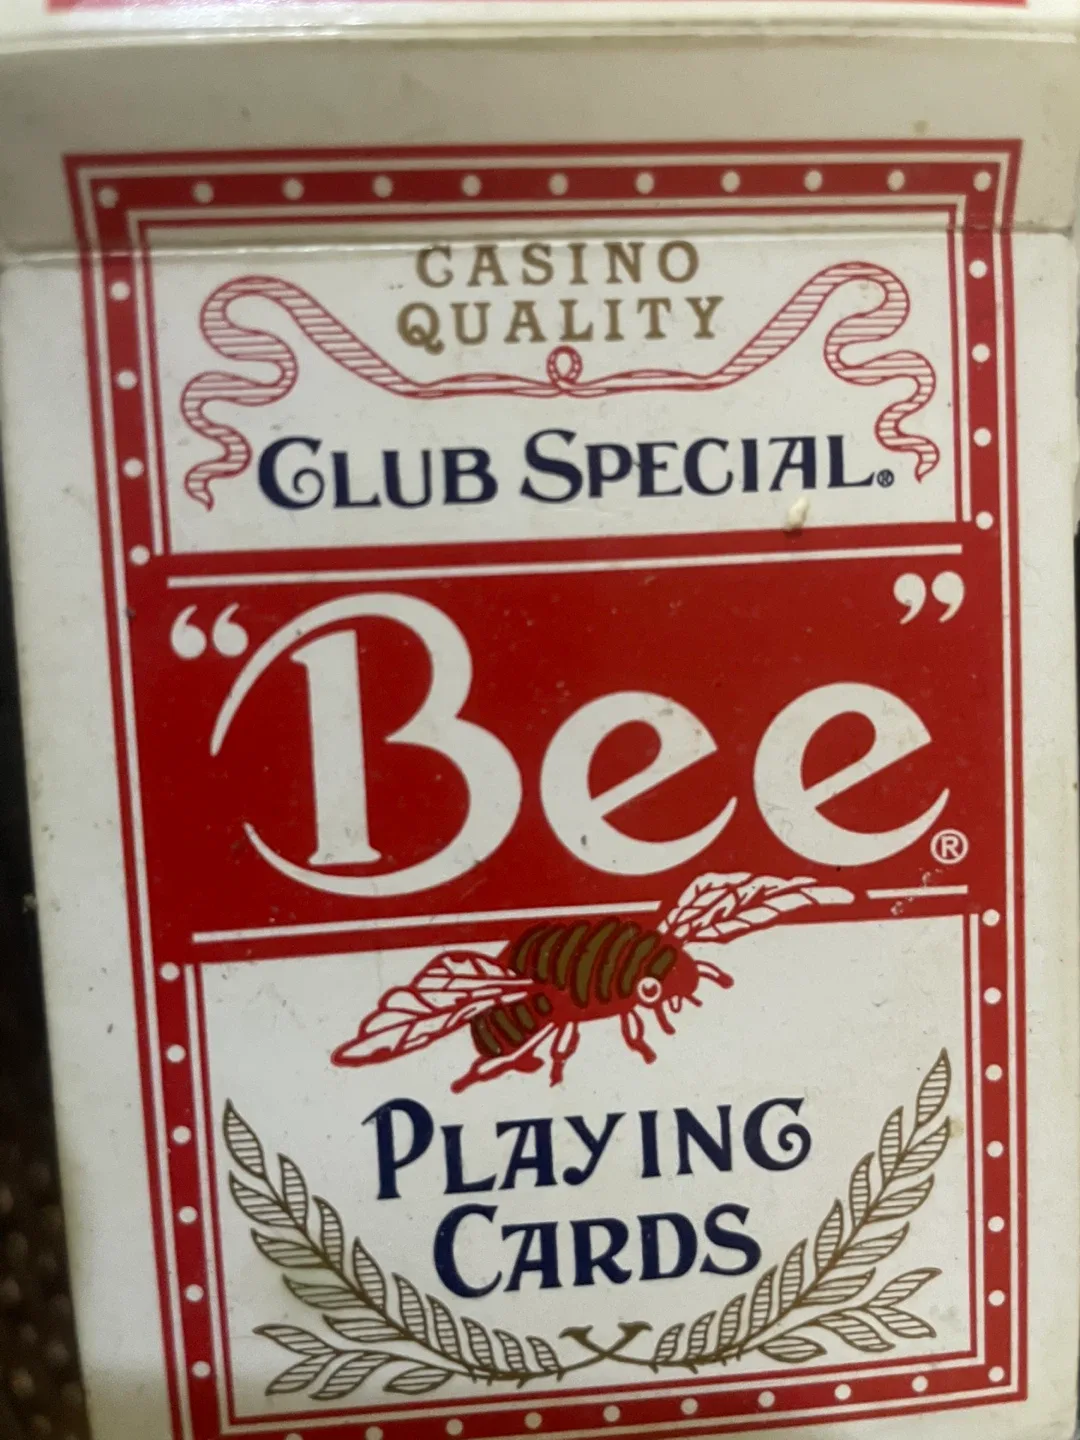 CASINO
QUALITY
CLUB SPECIAL®
“Bee”®
PLAYING
CARDS